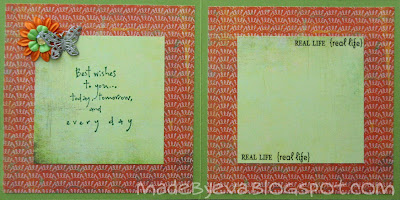 Best wishes
to you...
today, tomorrow,
and
every day
REAL LIFE {real life}
REAL LIFE {real life}
madebyeva.blogspot.com